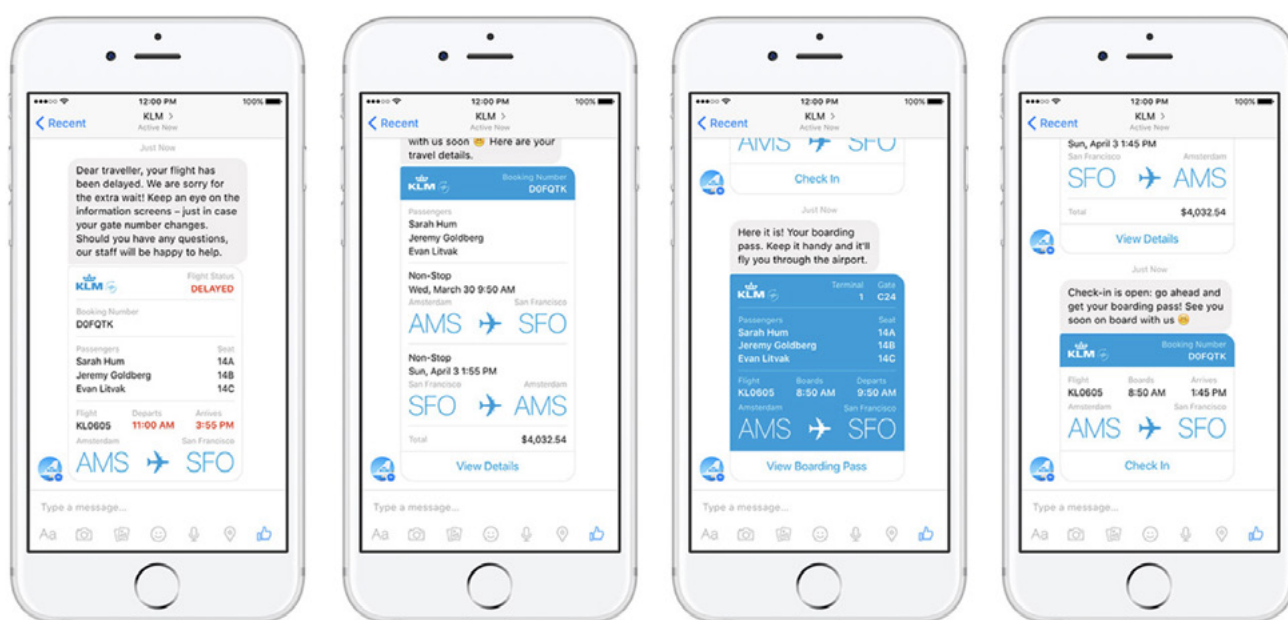 12:00 PM 100%
Recent KLM >
Active Now
Just Now
Dear traveller, your flight has
been delayed. We are sorry for
the extra wait! Keep an eye on the
information screens – just in case
your gate number changes.
Should you have any questions,
our staff will be happy to help.
KLM Flight Status
DELAYED
Booking Number
D0FQTK
Passengers Seat
Sarah Hum 14A
Jeremy Goldberg 14B
Evan Litvak 14C
Flight Departs Arrives
KL0605 11:00 AM 3:55 PM
Amsterdam San Francisco
AMS SFO
Type a message...
Aa
12:00 PM 100%
Recent KLM >
Active Now
with us soon Here are your
travel details.
KLM Booking Number
D0FQTK
Passengers
Sarah Hum
Jeremy Goldberg
Evan Litvak
Non-Stop
Wed, March 30 9:50 AM
Amsterdam San Francisco
AMS SFO
Non-Stop
Sun, April 3 1:55 PM
San Francisco Amsterdam
SFO AMS
Total $4,032.54
View Details
Type a message...
Aa
12:00 PM 100%
Recent KLM >
Active Now
AMS SFO
Check In
Just Now
Here it is! Your boarding
pass. Keep it handy and it'll
fly you through the airport.
KLM Terminal Gate
1 C24
Passengers Seat
Sarah Hum 14A
Jeremy Goldberg 14B
Evan Litvak 14C
Flight Boards Departs
KL0605 8:50 AM 9:50 AM
Amsterdam San Francisco
AMS SFO
View Boarding Pass
Type a message...
Aa
12:00 PM 100%
Recent KLM >
Active Now
Sun, April 3 1:45 PM
San Francisco Amsterdam
SFO AMS
Total $4,032.54
View Details
Just Now
Check-in is open: go ahead and
get your boarding pass! See you
soon on board with us
KLM Booking Number
D0FQTK
Flight Boards Arrives
KL0605 8:50 AM 1:45 PM
Amsterdam San Francisco
AMS SFO
Check In
Type a message...
Aa